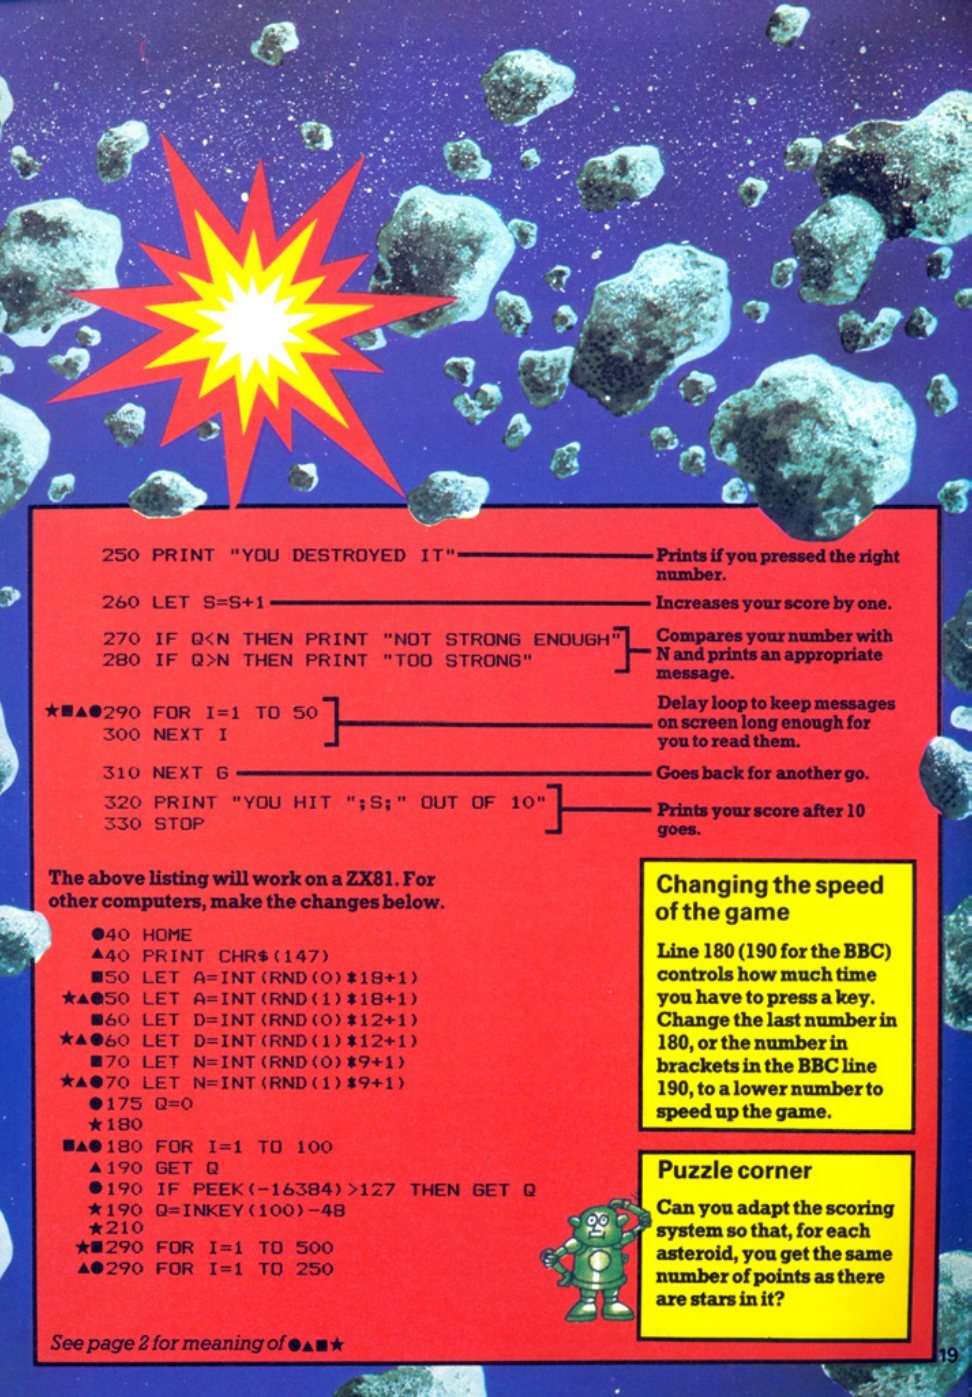 250 PRINT "YOU DESTROYED IT"
Prints if you pressed the right
number.
260 LET S=S+1
Increases your score by one.
270 IF Q<N THEN PRINT "NOT STRONG ENOUGH"
280 IF Q>N THEN PRINT "TOO STRONG"
Compares your number with
N and prints an appropriate
message.
★■▲●290 FOR I=1 TO 50
300 NEXT I
Delay loop to keep messages
on screen long enough for
you to read them.
310 NEXT G
Goes back for another go.
320 PRINT "YOU HIT ";S;" OUT OF 10"
330 STOP
Prints your score after 10
goes.
The above listing will work on a ZX81. For
other computers, make the changes below.
●40 HOME
▲40 PRINT CHR$(147)
■50 LET A=INT(RND(0)*18+1)
★▲●50 LET A=INT(RND(1)*18+1)
■60 LET D=INT(RND(0)*12+1)
★▲●60 LET D=INT(RND(1)*12+1)
■70 LET N=INT(RND(0)*9+1)
★▲●70 LET N=INT(RND(1)*9+1)
●175 Q=0
★180
■▲●180 FOR I=1 TO 100
▲190 GET Q
●190 IF PEEK(-16384)>127 THEN GET Q
★190 Q=INKEY(100)-48
★210
★■290 FOR I=1 TO 500
▲●290 FOR I=1 TO 250
See page 2 for meaning of ●▲■★
Changing the speed
of the game
Line 180 (190 for the BBC)
controls how much time
you have to press a key.
Change the last number in
180, or the number in
brackets in the BBC line
190, to a lower number to
speed up the game.
Puzzle corner
Can you adapt the scoring
system so that, for each
asteroid, you get the same
number of points as there
are stars in it?
19